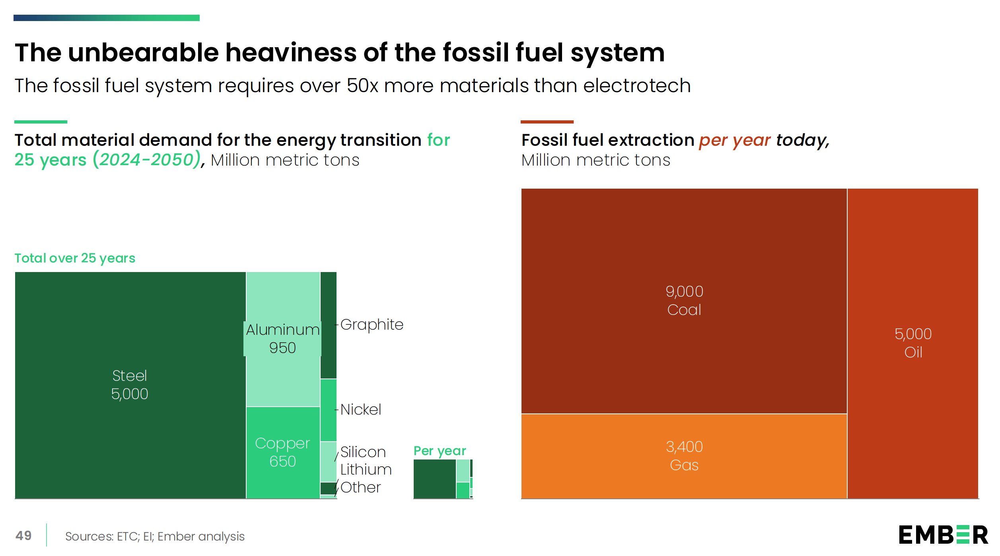 The unbearable heaviness of the fossil fuel system
The fossil fuel system requires over 50x more materials than electrotech
Total material demand for the energy transition for
25 years (2024-2050), Million metric tons
Fossil fuel extraction per year today,
Million metric tons
Total over 25 years
Steel
5,000
Aluminum
950
Copper
650
Graphite
Nickel
Silicon
Lithium
Other
Per year
9,000
Coal
3,400
Gas
5,000
Oil
49
Sources: ETC; EI; Ember analysis
EMBER